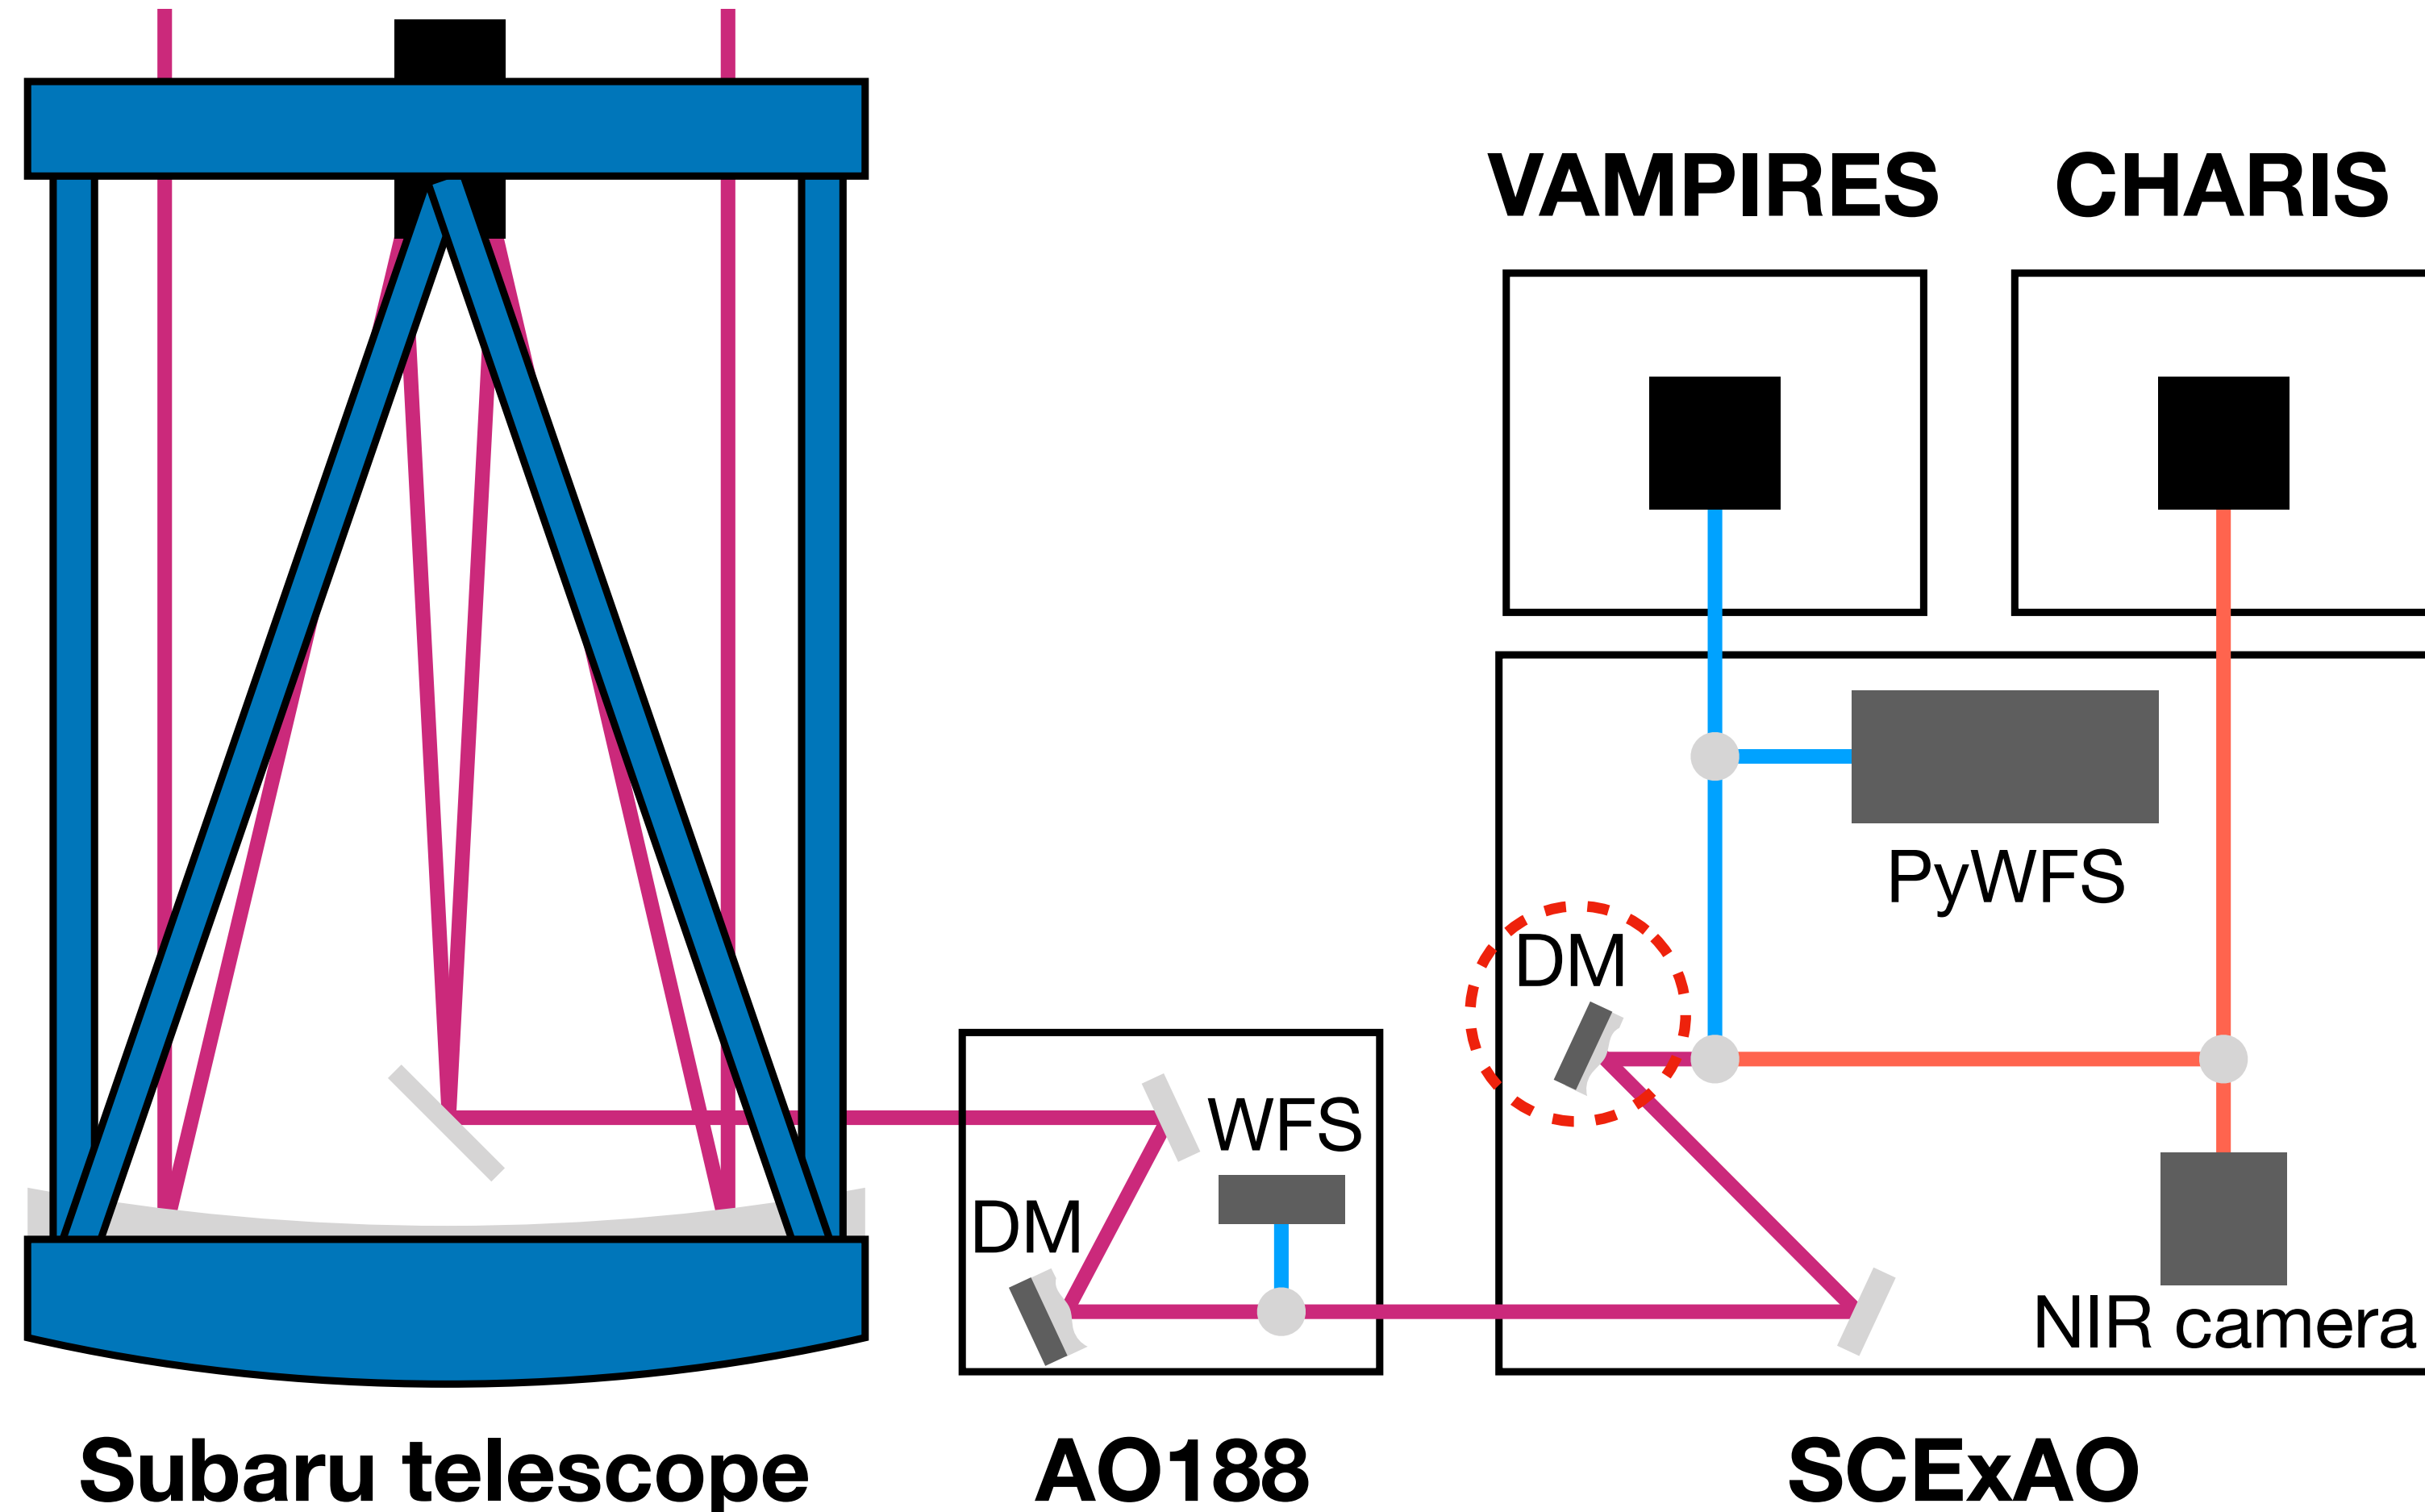 VAMPIRES
CHARIS
PyWFS
DM
WFS
DM
NIR camera
Subaru telescope
AO188
SCExAO